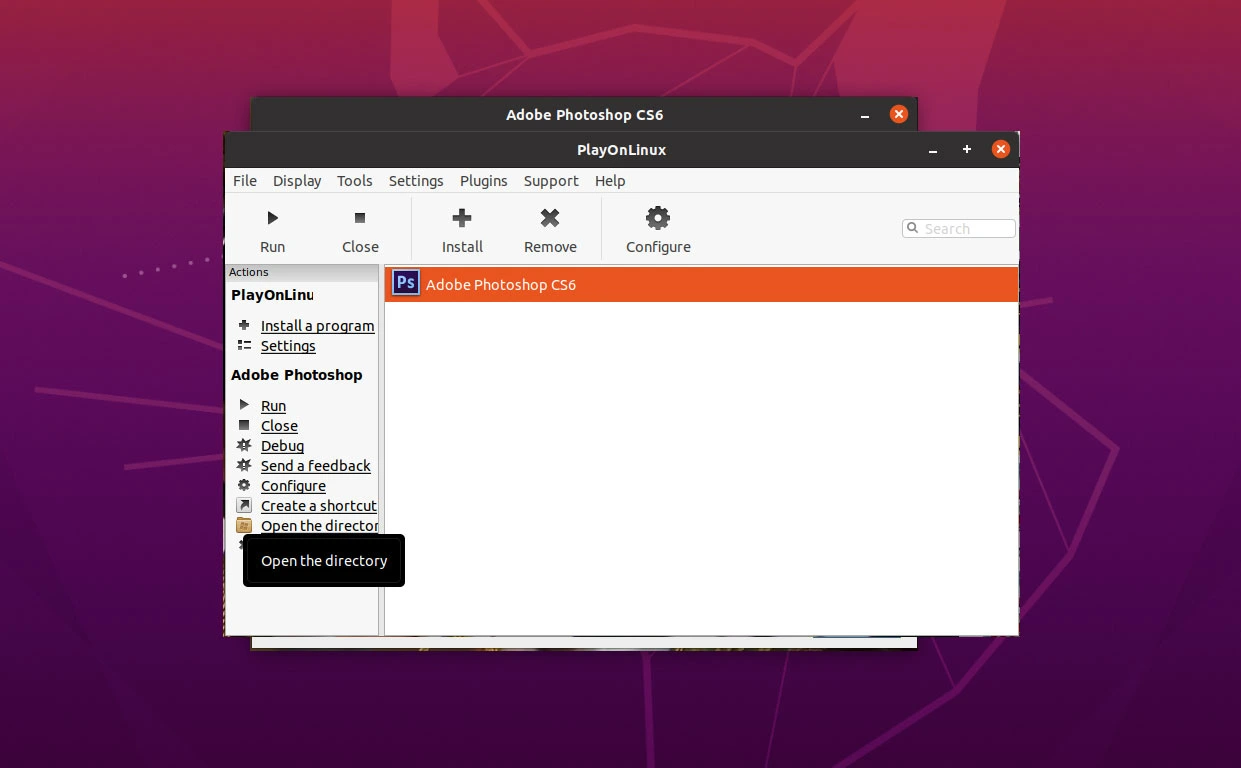 Adobe Photoshop CS6
PlayOnLinux
File Display Tools Settings Plugins Support Help
Run Close Install Remove Configure
Search
Actions
PlayOnLinu
Install a program
Settings
Adobe Photoshop
Run
Close
Debug
Send a feedback
Configure
Create a shortcut
Open the director
Open the directory
Ps Adobe Photoshop CS6